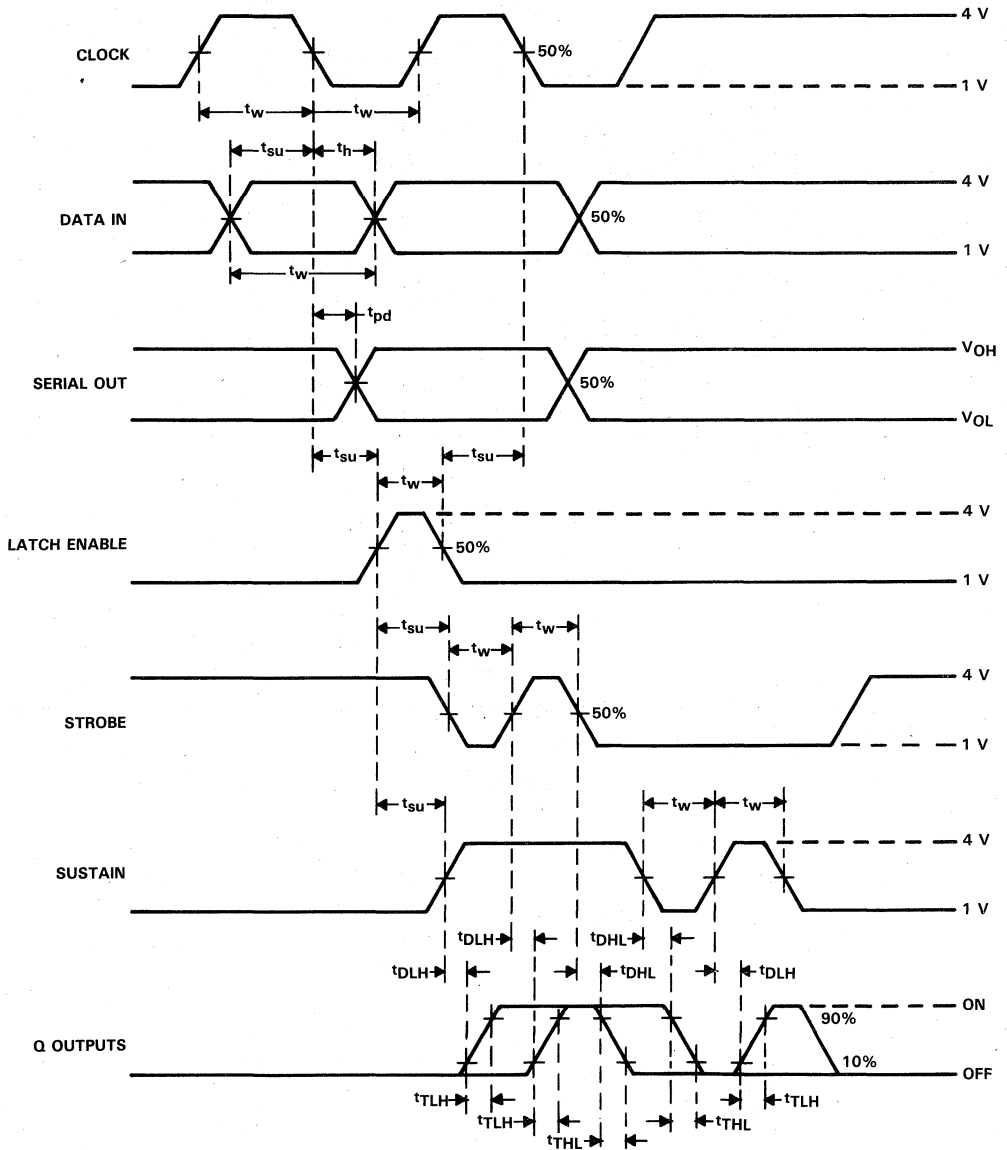 4 V
CLOCK
50%
1 V
tw tw
tsu th
4 V
DATA IN
50%
1 V
tw
tpd
VOH
SERIAL OUT
50%
VOL
tsu tsu
tw
4 V
LATCH ENABLE
50%
1 V
tsu tw
tw
4 V
STROBE
50%
1 V
tsu tw tw
4 V
SUSTAIN
1 V
tDLH tDHL
tDLH tDHL tDLH
ON
90%
Q OUTPUTS
10%
OFF
tTLH tTLH
tTLH tTHL
tTHL